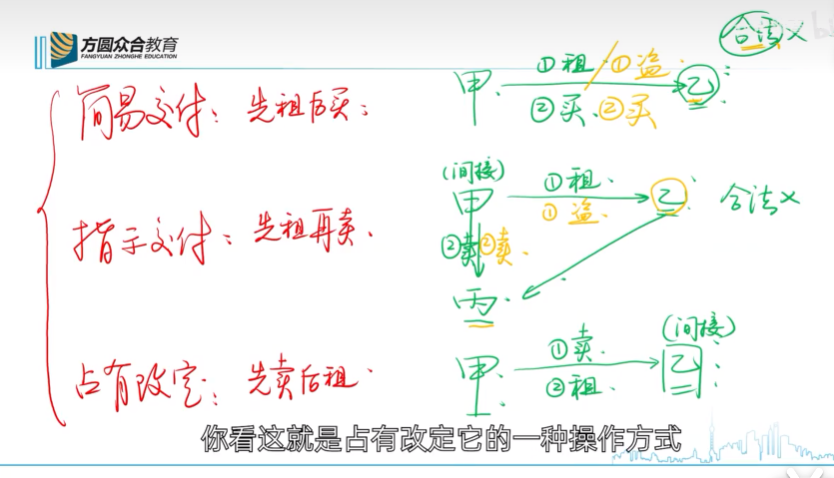 方圆众合教育
FANGYUAN ZHONGHE EDUCATION
合法×
简易交付：先租后买；
甲 ①租/①盗 乙
②买 ②买
指示交付：先租再卖、
(间接)
甲 ①租 乙 合法×
①盗
②卖 ②卖
丙
占有改定：先卖后租
(间接)
甲 ①卖 乙
②租
你看这就是占有改定它的一种操作方式